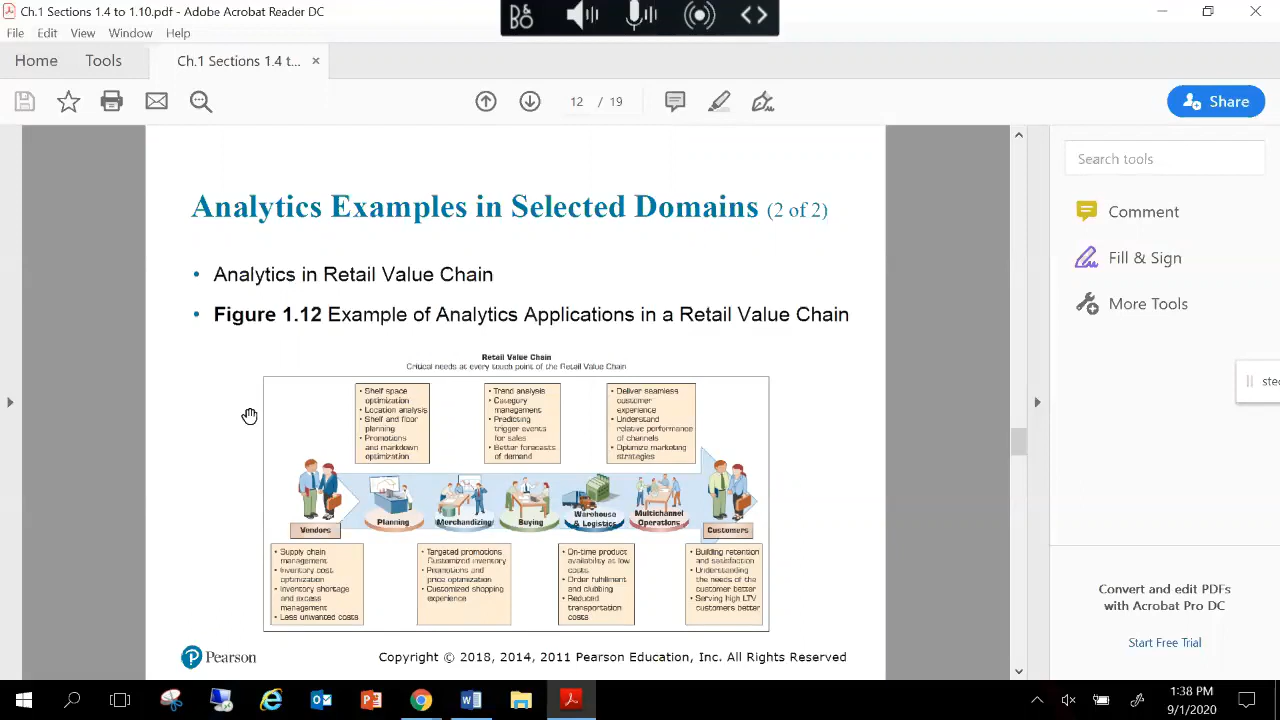 Ch.1 Sections 1.4 to 1.10.pdf - Adobe Acrobat Reader DC
File Edit View Window Help
Home Tools Ch.1 Sections 1.4 t... ×
12 / 19
Share
Search tools
Comment
Fill & Sign
More Tools
Convert and edit PDFs
with Acrobat Pro DC
Start Free Trial
Analytics Examples in Selected Domains (2 of 2)
• Analytics in Retail Value Chain
• Figure 1.12 Example of Analytics Applications in a Retail Value Chain
Retail Value Chain
Critical needs at every touch point of the Retail Value Chain
• Shelf space
optimization
• Location analysis
• Shelf and floor
planning
• Promotions
and markdown
optimization
• Trend analysis
• Category
management
• Predicting
trigger events
for sales
• Better forecasts
of demand
• Deliver seamless
customer
experience
• Understand
relative performance
of channels
• Optimize marketing
strategies
Vendors
Planning
Merchandizing
Buying
Warehouse
& Logistics
Multichannel
Operations
Customers
• Supply chain
management
• Inventory cost
optimization
• Inventory shortage
and excess
management
• Less unwanted costs
• Targeted promotions
Customized inventory
• Promotions and
price optimization
• Customized shopping
experience
• On-time product
availability at low
costs
• Order fulfillment
and clubbing
• Reduced
transportation
costs
• Building retention
and satisfaction
• Understanding
the needs of the
customer better
• Serving high LTV
customers better
Pearson
Copyright © 2018, 2014, 2011 Pearson Education, Inc. All Rights Reserved
1:38 PM
9/1/2020